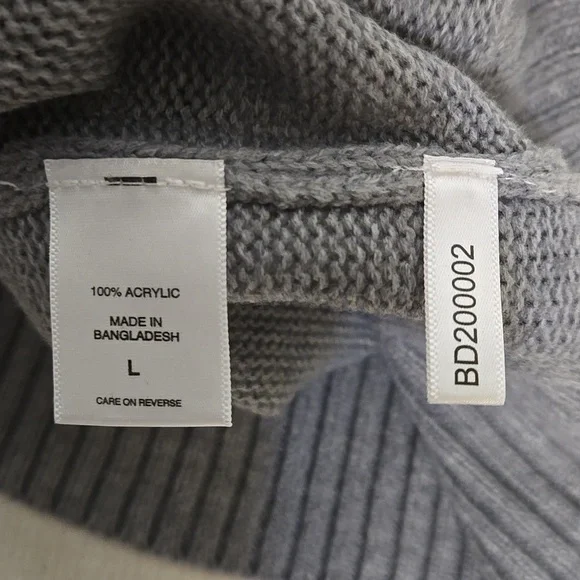 100% ACRYLIC
MADE IN
BANGLADESH
L
CARE ON REVERSE
BD200002